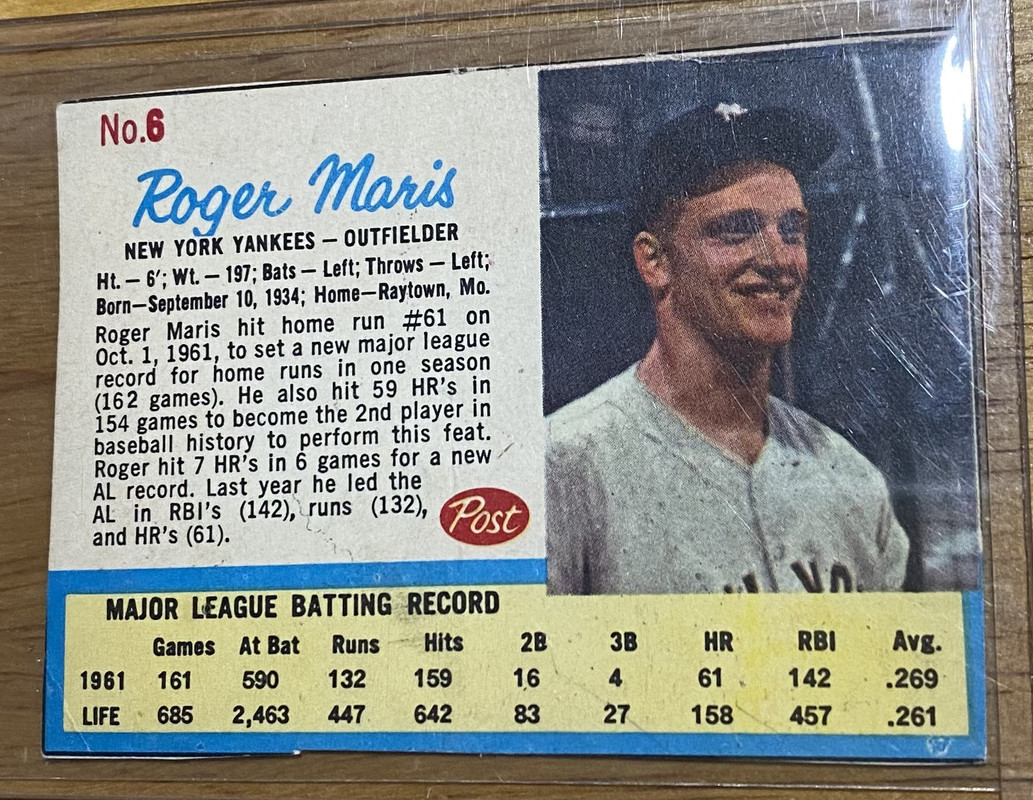 No.6
Roger Maris
NEW YORK YANKEES – OUTFIELDER
Ht. – 6'; Wt. – 197; Bats – Left; Throws – Left;
Born–September 10, 1934; Home–Raytown, Mo.
Roger Maris hit home run #61 on
Oct. 1, 1961, to set a new major league
record for home runs in one season
(162 games). He also hit 59 HR's in
154 games to become the 2nd player in
baseball history to perform this feat.
Roger hit 7 HR's in 6 games for a new
AL record. Last year he led the
AL in RBI's (142), runs (132),
and HR's (61).
Post
MAJOR LEAGUE BATTING RECORD
Games At Bat Runs Hits 2B 3B HR RBI Avg.
1961 161 590 132 159 16 4 61 142 .269
LIFE 685 2,463 447 642 83 27 158 457 .261